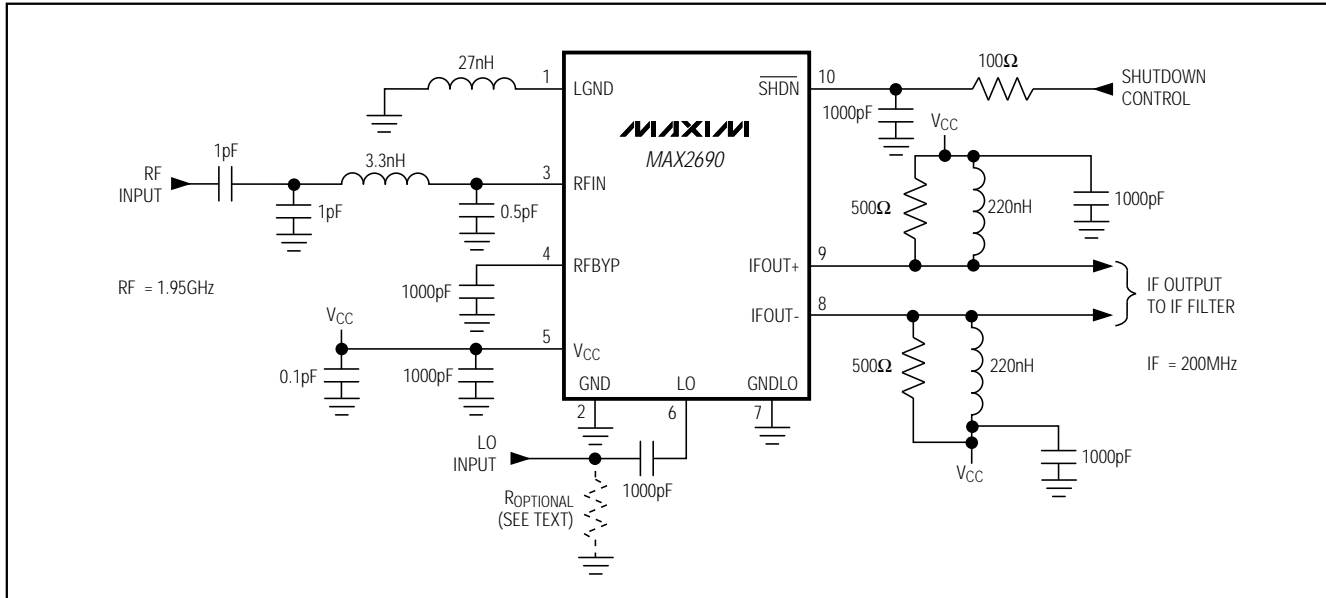 27nH
1
LGND
10
SHDN
100Ω
SHUTDOWN
CONTROL
1000pF
VCC
MAXIM
MAX2690
1pF
RF
INPUT
3.3nH
3
RFIN
1pF
0.5pF
500Ω
220nH
1000pF
4
RFBYP
9
IFOUT+
RF = 1.95GHz
1000pF
IF OUTPUT
TO IF FILTER
8
IFOUT-
VCC
5
VCC
0.1pF
1000pF
500Ω
220nH
IF = 200MHz
GND
LO
GNDLO
2
6
7
LO
INPUT
1000pF
ROPTIONAL
(SEE TEXT)
VCC
1000pF